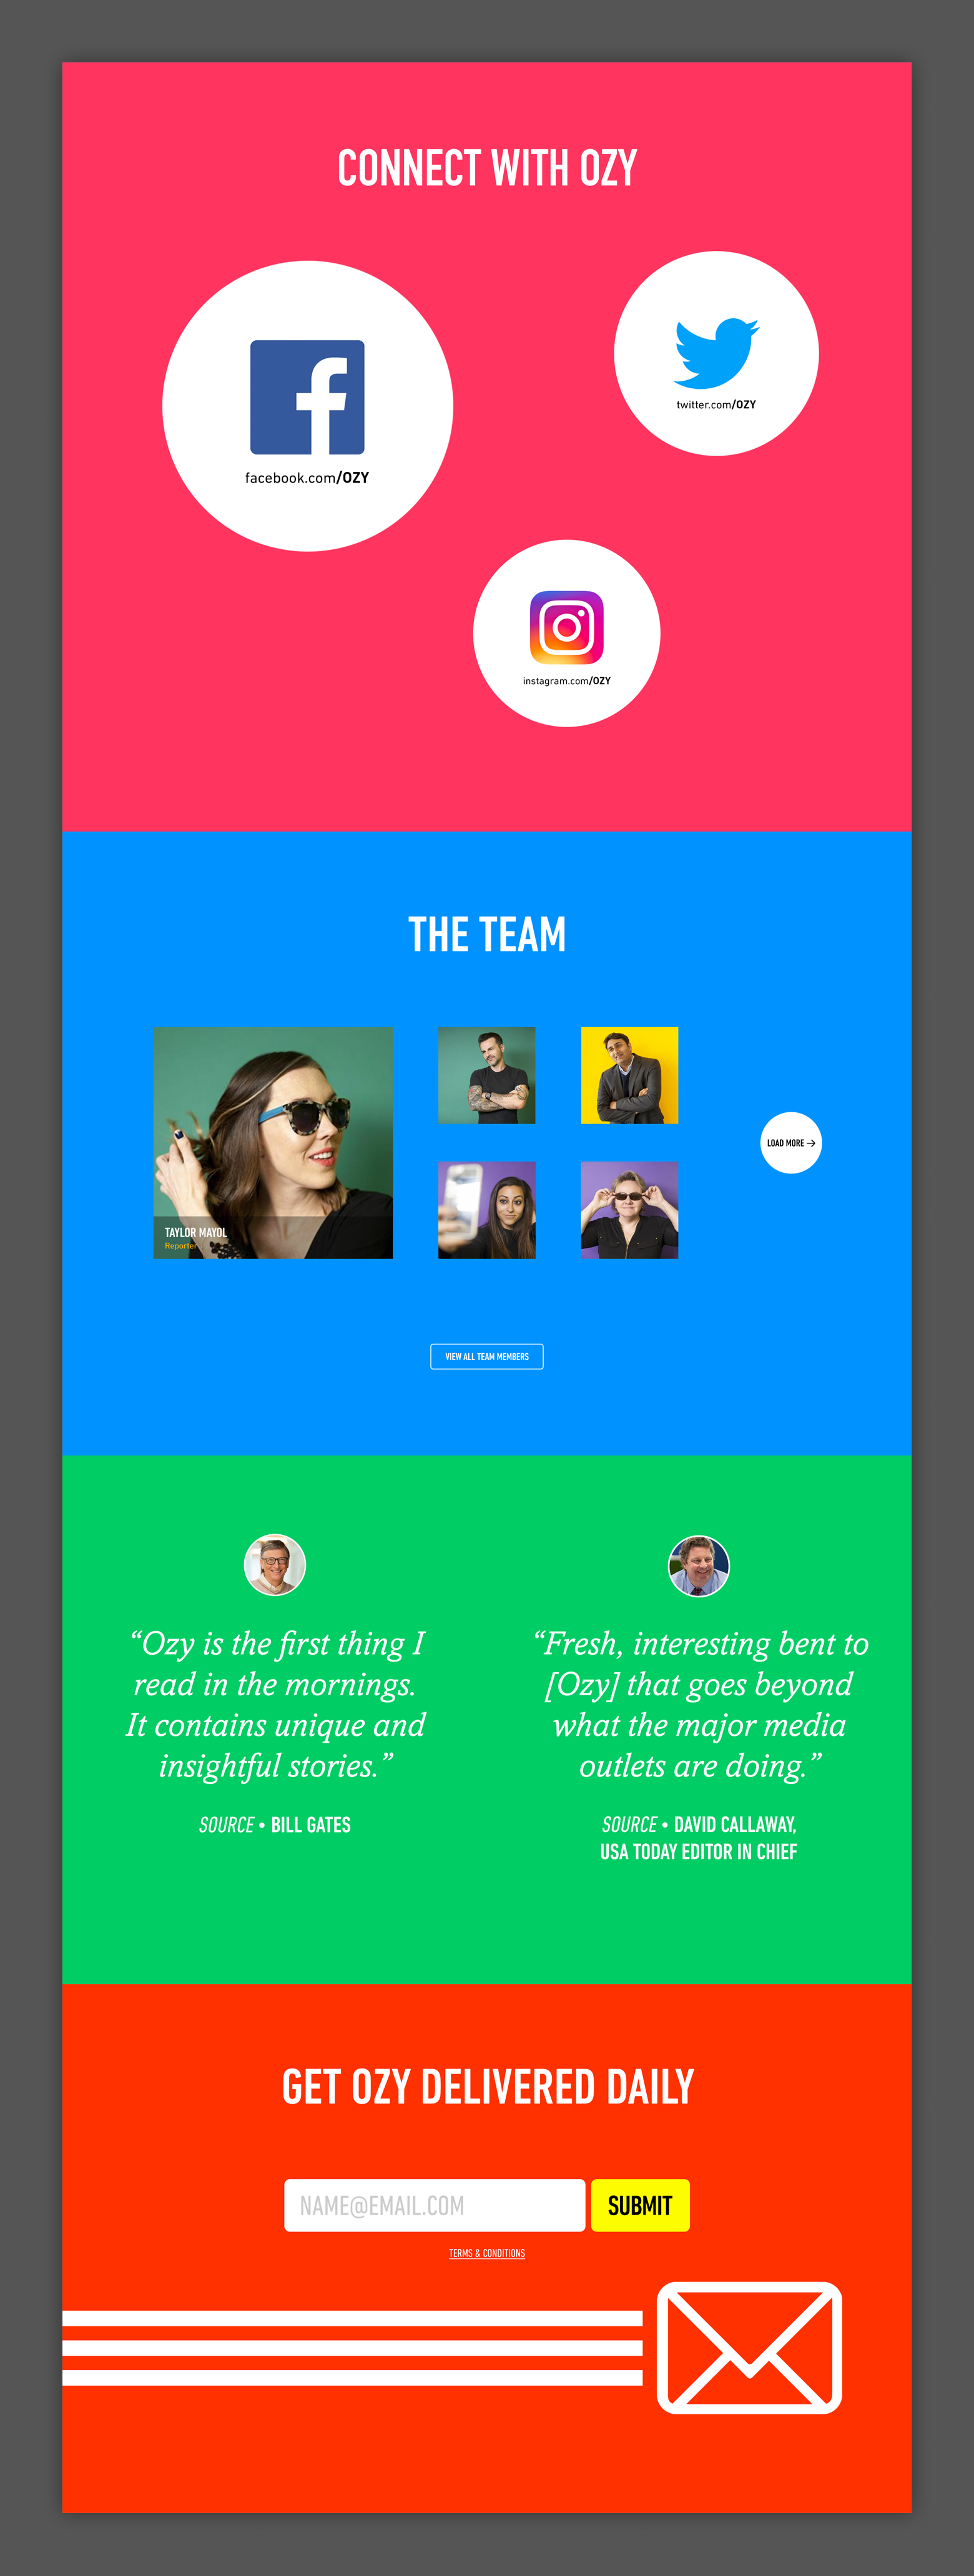 CONNECT WITH OZY
twitter.com/OZY
facebook.com/OZY
instagram.com/OZY
THE TEAM
LOAD MORE →
TAYLOR MAYOL
Reporter
VIEW ALL TEAM MEMBERS
“Ozy is the first thing I
read in the mornings.
It contains unique and
insightful stories.”
SOURCE • BILL GATES
“Fresh, interesting bent to
[Ozy] that goes beyond
what the major media
outlets are doing.”
SOURCE • DAVID CALLAWAY,
USA TODAY EDITOR IN CHIEF
GET OZY DELIVERED DAILY
NAME@EMAIL.COM
SUBMIT
TERMS & CONDITIONS